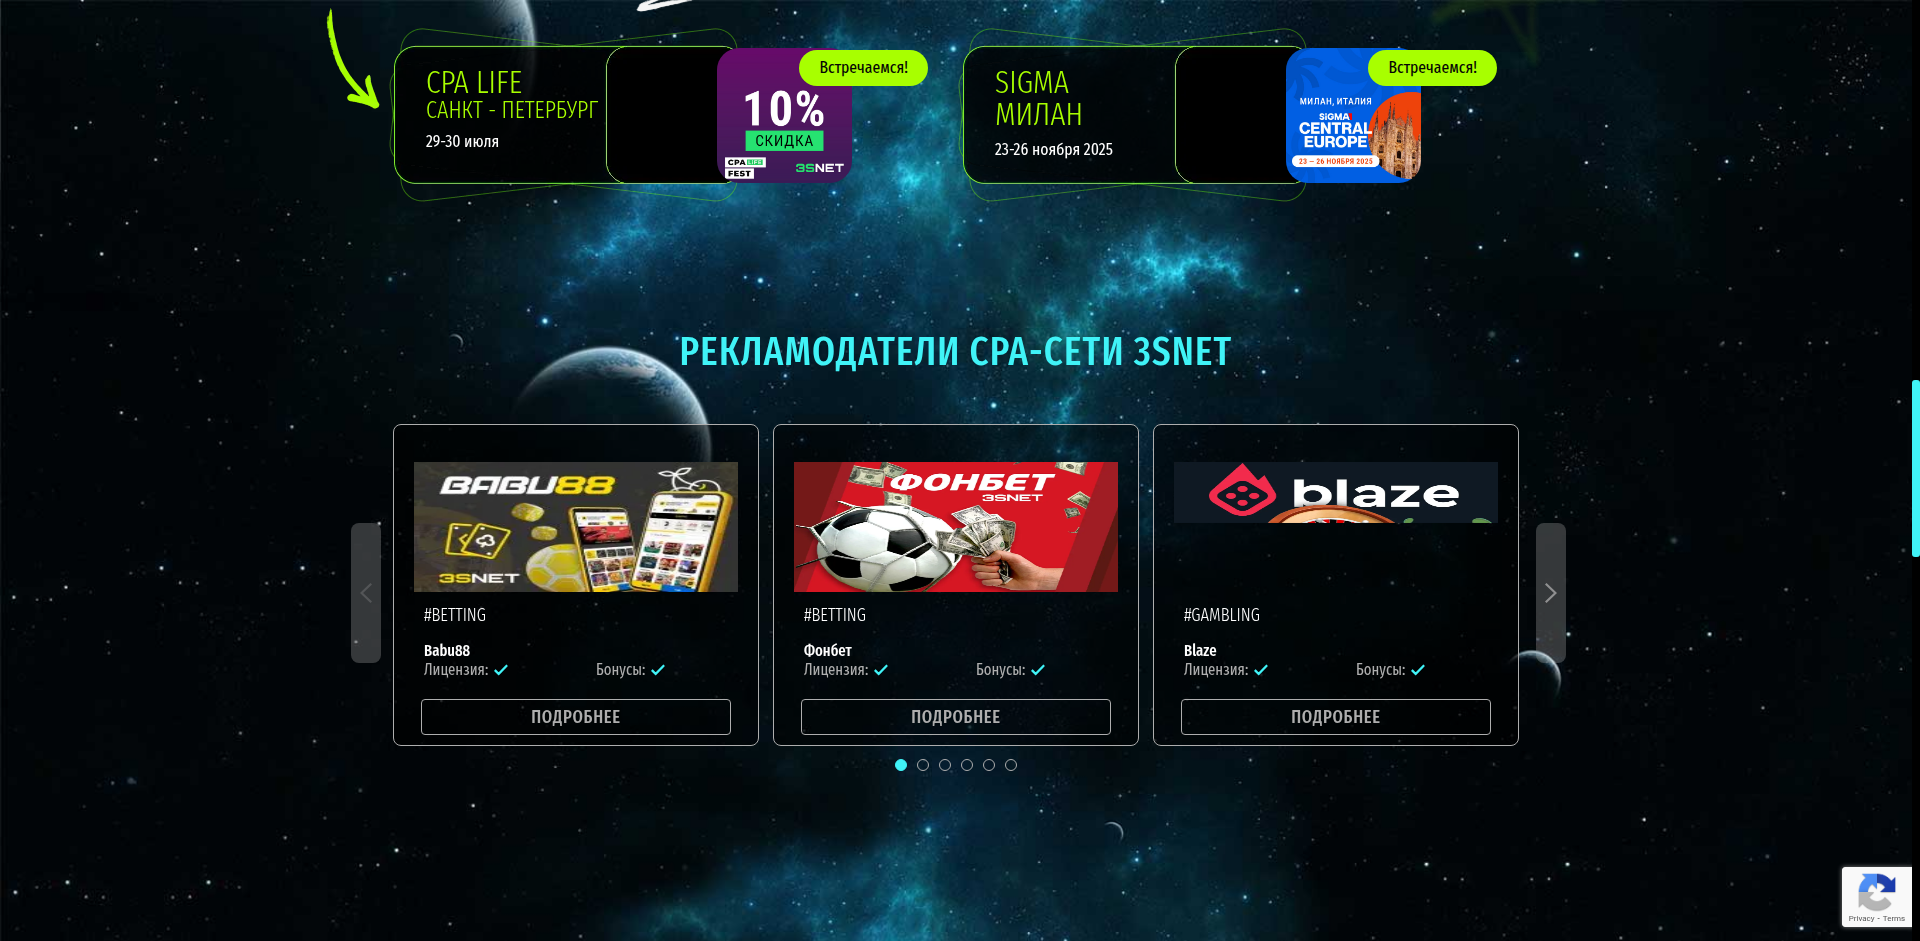 CPA LIFE
САНКТ - ПЕТЕРБУРГ
29-30 июля
Встречаемся!
10%
СКИДКА
CPA LIFE
FEST
3SNET
SIGMA
МИЛАН
23-26 ноября 2025
Встречаемся!
МИЛАН, ИТАЛИЯ
SiGMA
CENTRAL
EUROPE
23 – 26 НОЯБРЯ 2025
РЕКЛАМОДАТЕЛИ CPA-СЕТИ 3SNET
BABU88
3SNET
#BETTING
Babu88
Лицензия:
Бонусы:
ПОДРОБНЕЕ
ФОНБЕТ
3SNET
#BETTING
Фонбет
Лицензия:
Бонусы:
ПОДРОБНЕЕ
blaze
#GAMBLING
Blaze
Лицензия:
Бонусы:
ПОДРОБНЕЕ
Privacy - Terms